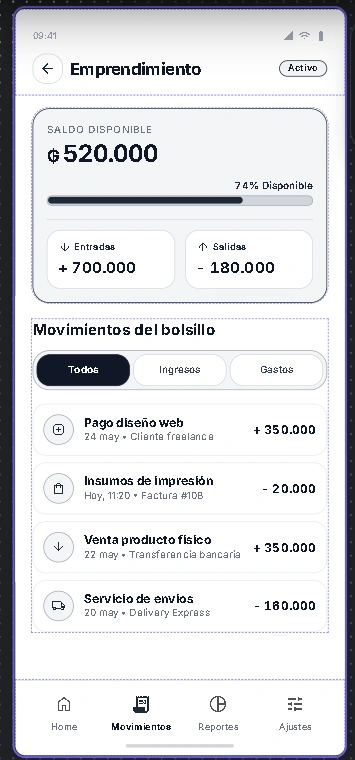 09:41
Emprendimiento
Activo
SALDO DISPONIBLE
₲ 520.000
74% Disponible
Entradas
+ 700.000
Salidas
- 180.000
Movimientos del bolsillo
Todos
Ingresos
Gastos
Pago diseño web
24 may • Cliente freelance
+ 350.000
Insumos de impresión
Hoy, 11:20 • Factura #10B
- 20.000
Venta producto físico
22 may • Transferencia bancaria
+ 350.000
Servicio de envíos
20 may • Delivery Express
- 160.000
Home
Movimientos
Reportes
Ajustes